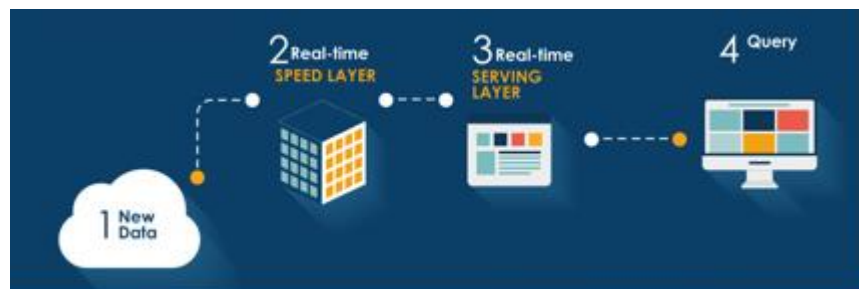 1 New
Data
2 Real-time
SPEED LAYER
3 Real-time
SERVING
LAYER
4 Query